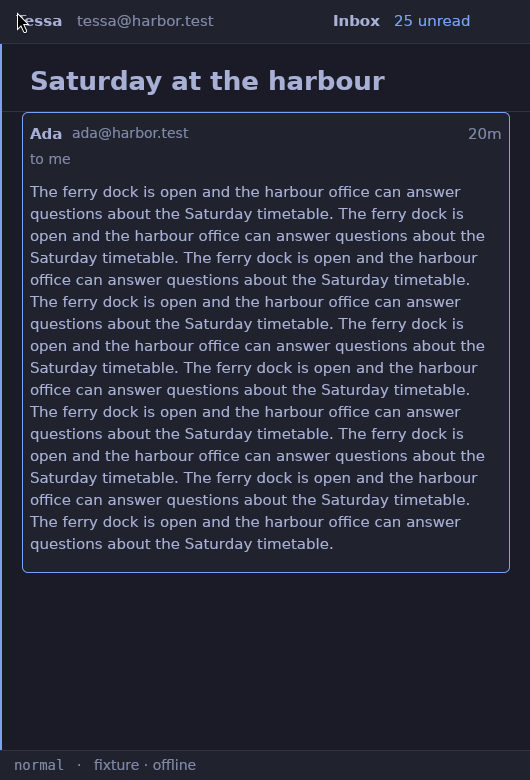 Tessa tessa@harbor.test Inbox 25 unread
Saturday at the harbour
Ada ada@harbor.test 20m
to me
The ferry dock is open and the harbour office can answer
questions about the Saturday timetable. The ferry dock is
open and the harbour office can answer questions about the
Saturday timetable. The ferry dock is open and the harbour
office can answer questions about the Saturday timetable.
The ferry dock is open and the harbour office can answer
questions about the Saturday timetable. The ferry dock is
open and the harbour office can answer questions about the
Saturday timetable. The ferry dock is open and the harbour
office can answer questions about the Saturday timetable.
The ferry dock is open and the harbour office can answer
questions about the Saturday timetable. The ferry dock is
open and the harbour office can answer questions about the
Saturday timetable. The ferry dock is open and the harbour
office can answer questions about the Saturday timetable.
The ferry dock is open and the harbour office can answer
questions about the Saturday timetable.
normal · fixture · offline